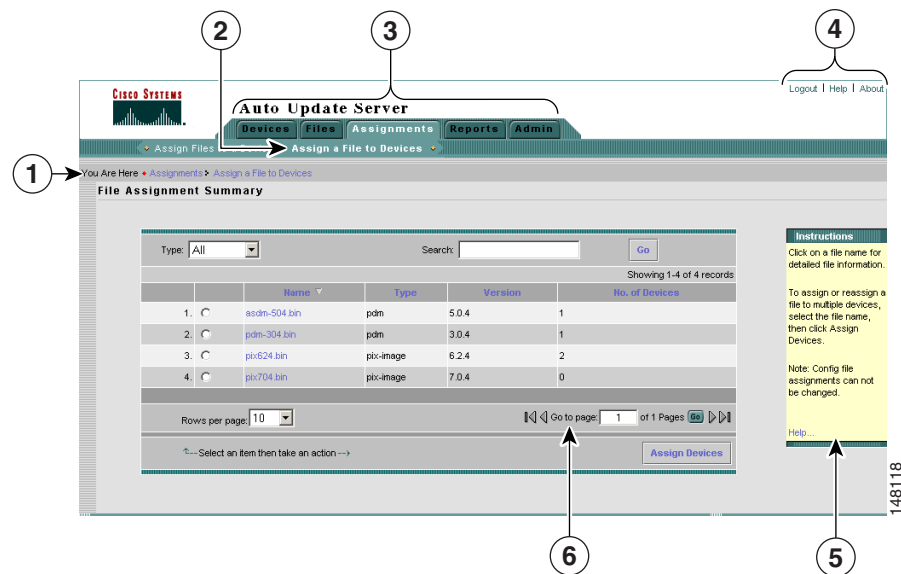 2
3
4
CISCO SYSTEMS
Logout | Help | About
Auto Update Server
Devices Files Assignments Reports Admin
Assign Files Assign a File to Devices
1
You Are Here • Assignments > Assign a File to Devices
File Assignment Summary
Type: All Search: Go
Showing 1-4 of 4 records
Name Type Version No. of Devices
1. asdm-504.bin pdm 5.0.4 1
2. pdm-304.bin pdm 3.0.4 1
3. pix624.bin pix-image 6.2.4 2
4. pix704.bin pix-image 7.0.4 0
Rows per page: 10 Go to page: 1 of 1 Pages Go
<--Select an item then take an action--> Assign Devices
Instructions
Click on a file name for
detailed file information.
To assign or reassign a
file to multiple devices,
select the file name,
then click Assign
Devices.
Note: Config file
assignments can not
be changed.
Help...
148118
6
5